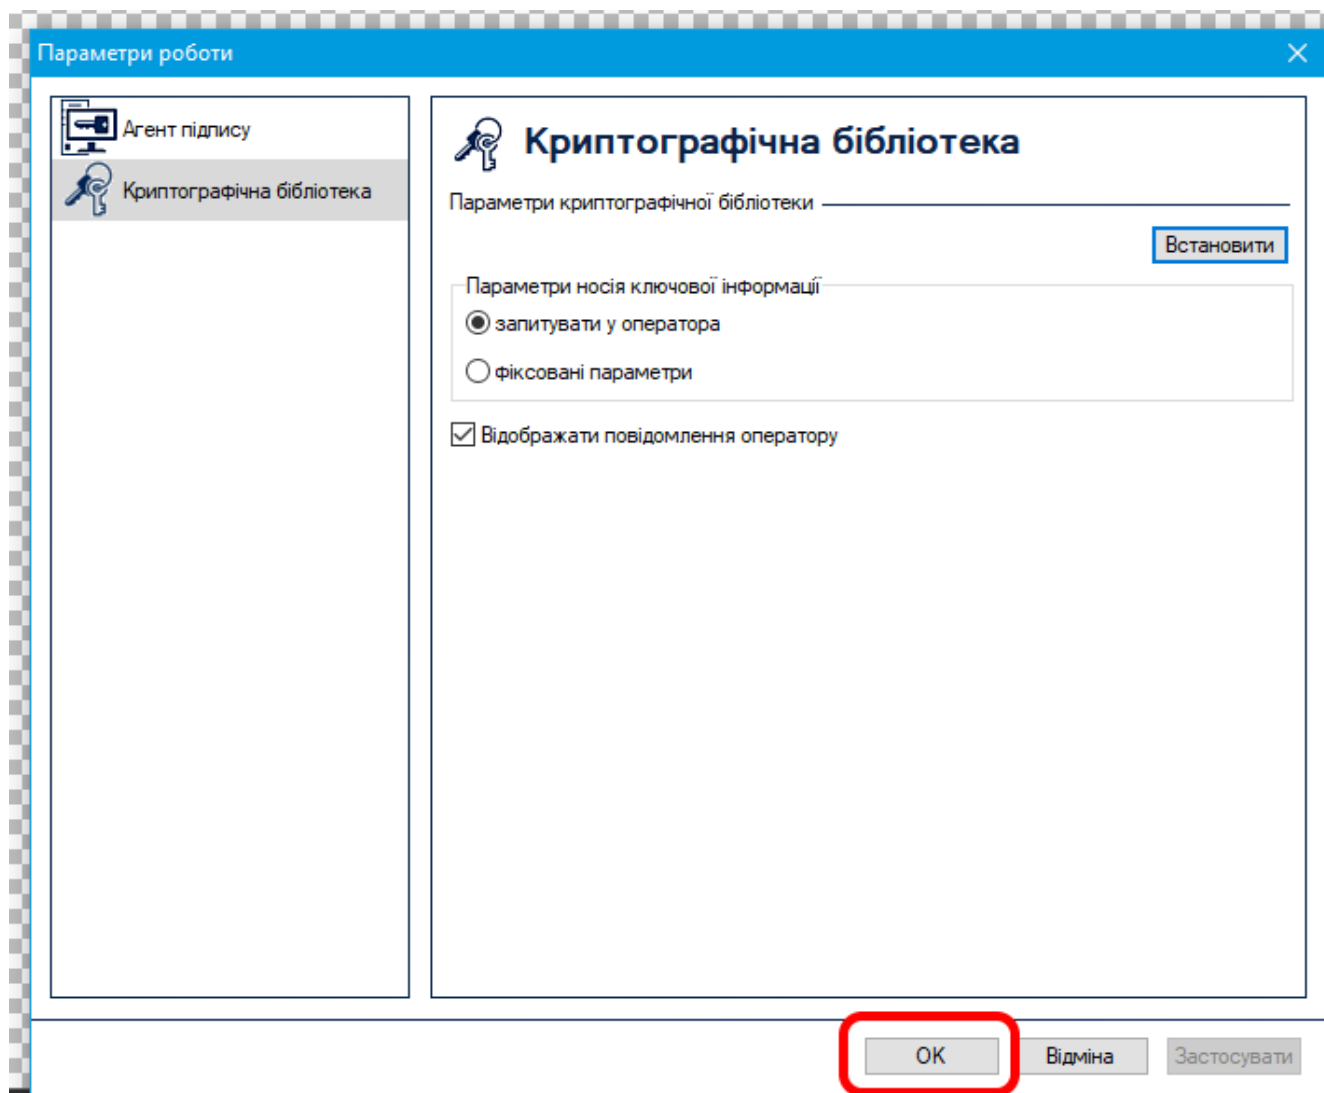 Параметри роботи
Агент підпису
Криптографічна бібліотека
Криптографічна бібліотека
Параметри криптографічної бібліотеки
Встановити
Параметри носія ключової інформації
запитувати у оператора
фіксовані параметри
Відображати повідомлення оператору
ОК
Відміна
Застосувати